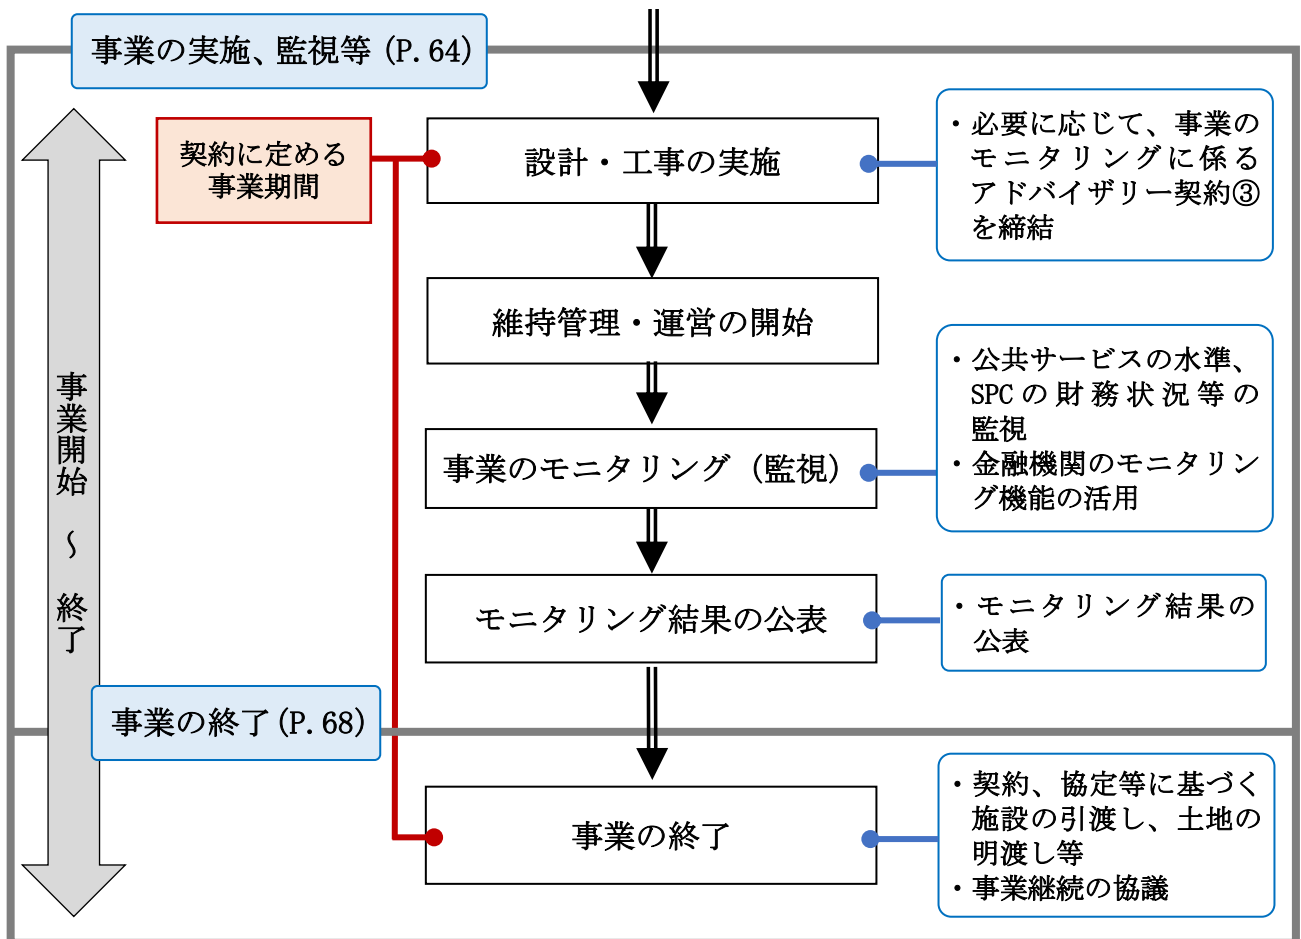 事業の実施、監視等（P.64）
契約に定める
事業期間
設計・工事の実施
・必要に応じて、事業の
モニタリングに係る
アドバイザリー契約③
を締結
維持管理・運営の開始
・公共サービスの水準、
SPCの財務状況等の
監視
・金融機関のモニタリン
グ機能の活用
事業のモニタリング（監視）
事業開始　～　終了
モニタリング結果の公表
・モニタリング結果の
公表
事業の終了（P.68）
事業の終了
・契約、協定等に基づく
施設の引渡し、土地の
明渡し等
・事業継続の協議